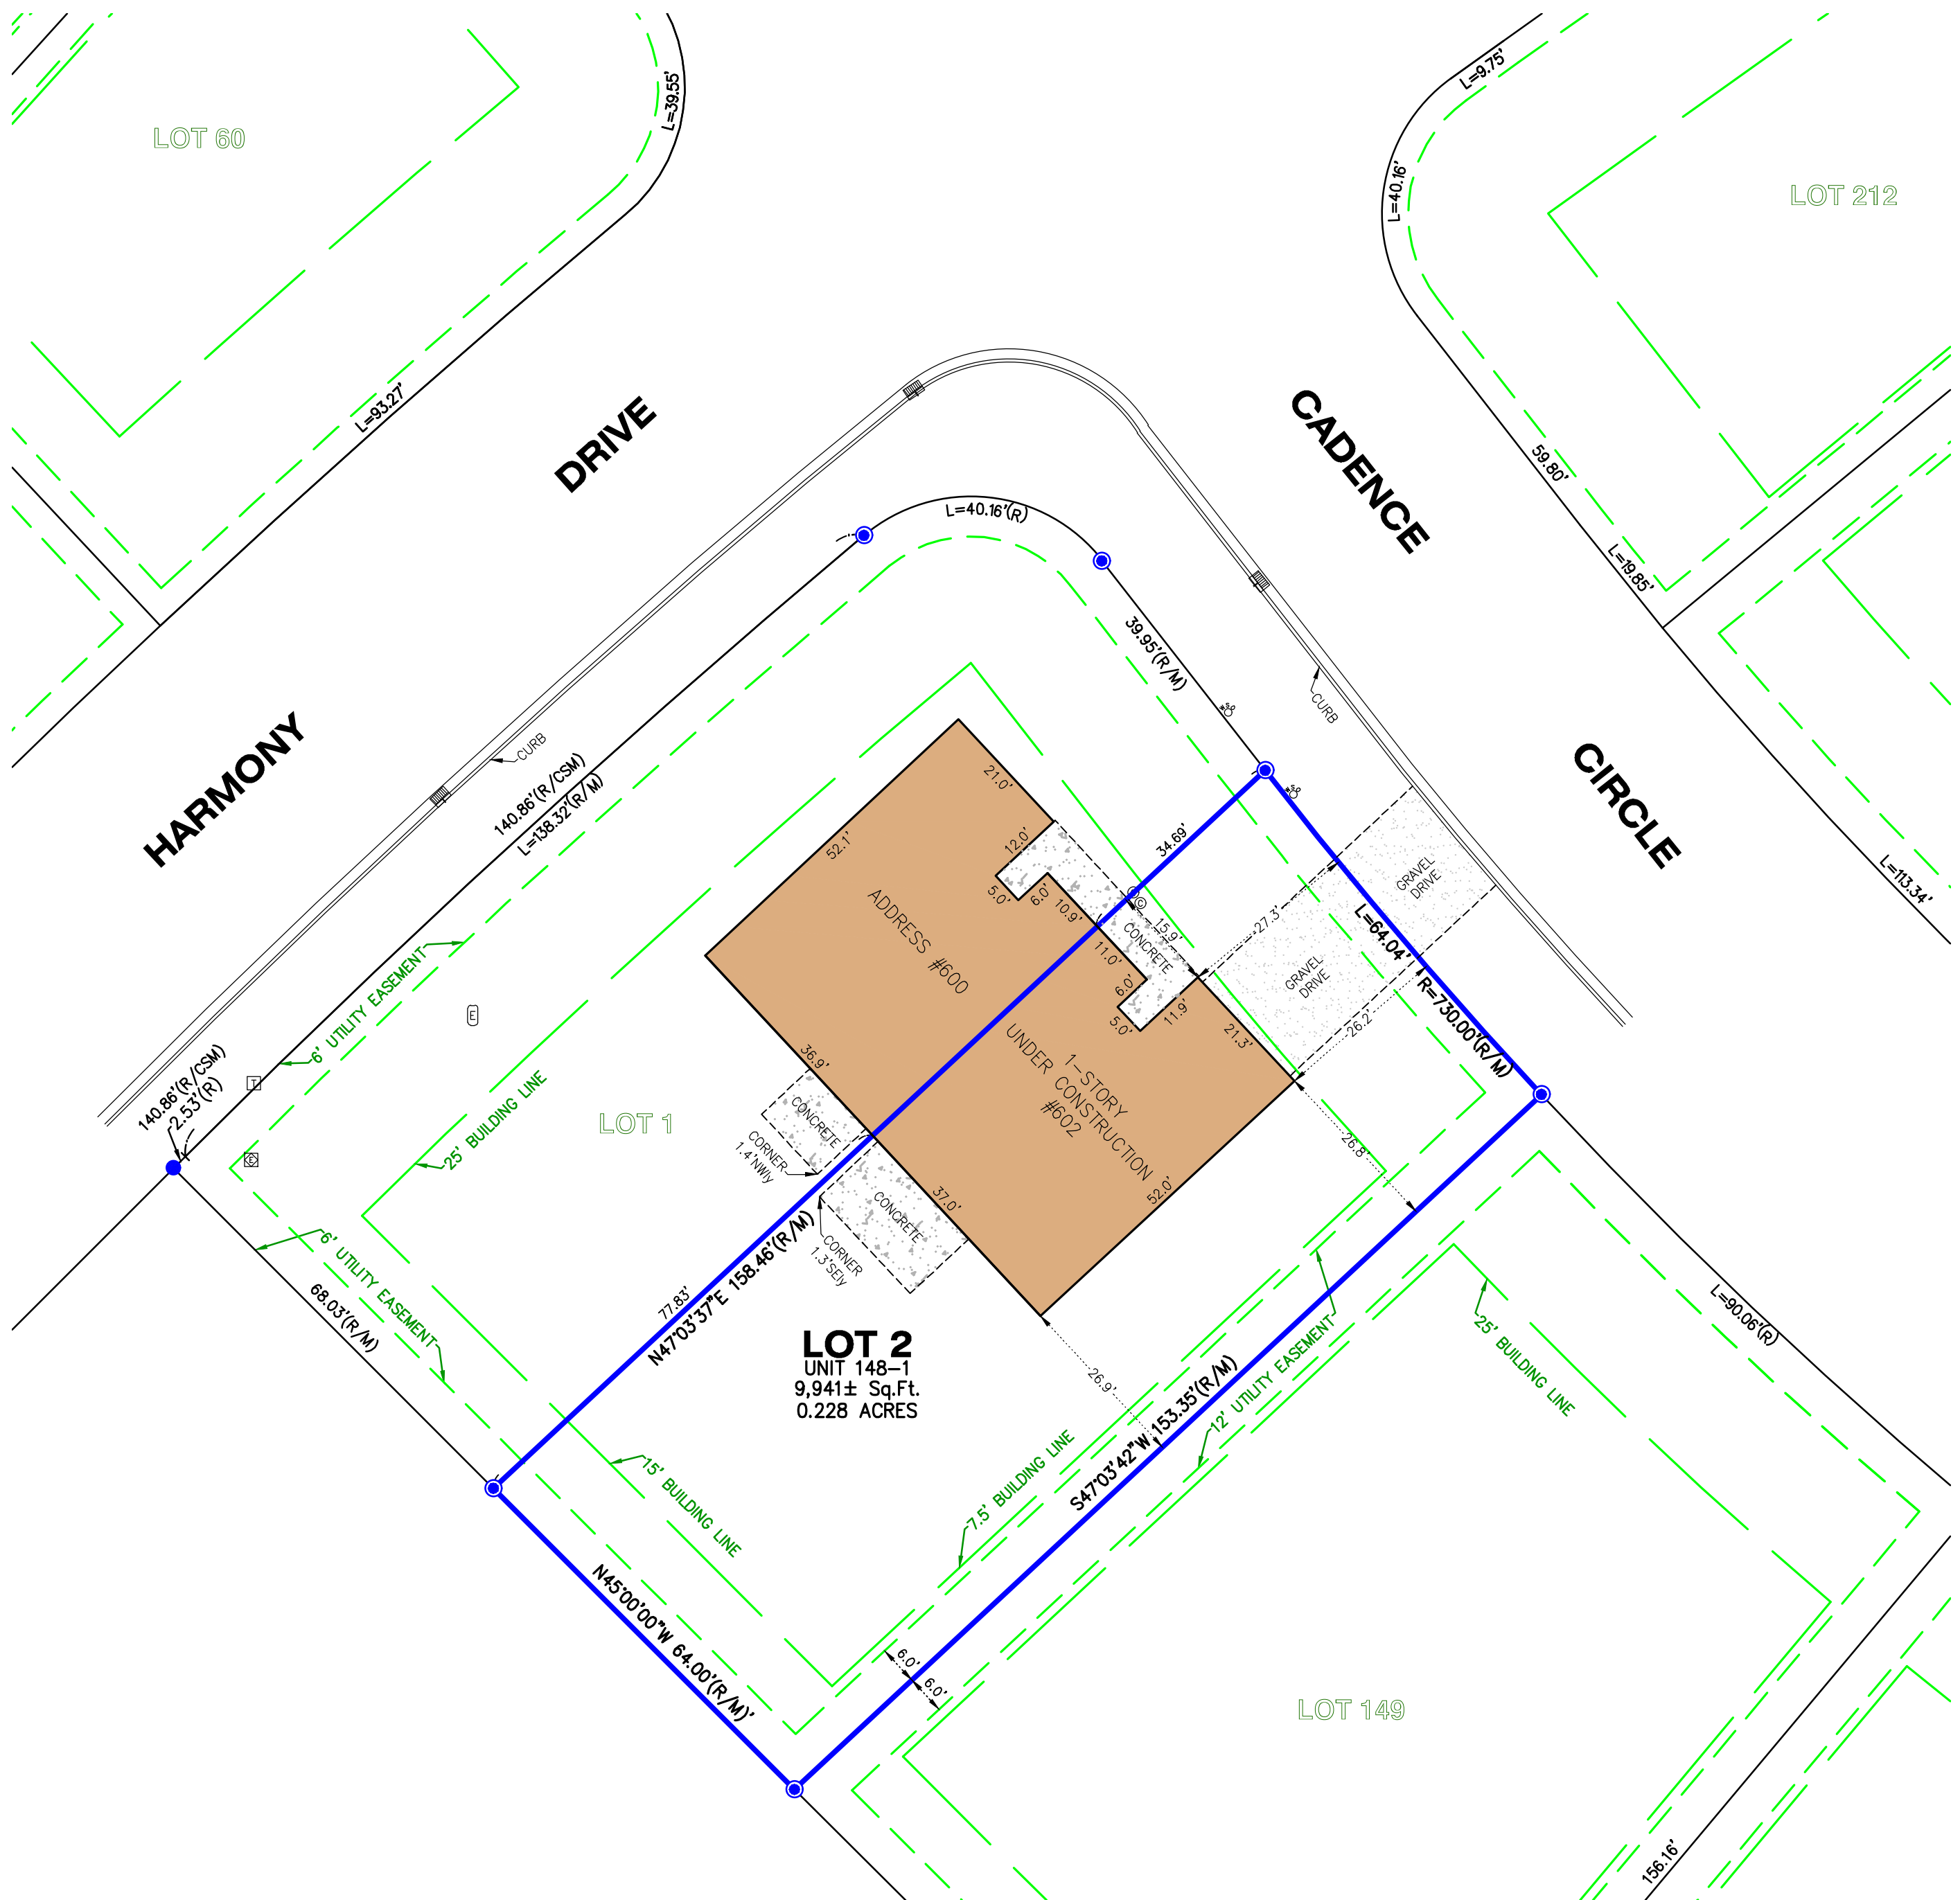 LOT 60
L=39.55'
L=9.75'
L=40.16'
LOT 212
L=93.27'
DRIVE
CADENCE
59.80'
L=19.85'
L=40.16'(R)
39.95'(R/M)
CURB
CURB
HARMONY
CIRCLE
140.86'(R/CSM)
L=138.32'(R/M)
21.0'
52.1'
12.0'
5.0'
6.0'
10.9'
34.69'
ADDRESS #600
11.0'
CONCRETE
15.9'
6.0'
5.0'
11.9'
21.3'
27.3'
GRAVEL
DRIVE
GRAVEL
DRIVE
26.2'
L=64.04'
R=730.00'(R/M)
L=113.34'
6' UTILITY EASEMENT
E
T
E
140.86'(R/CSM)
2.53'(R)
25' BUILDING LINE
LOT 1
36.9'
CONCRETE
CORNER
1.4'NWly
1-STORY
UNDER CONSTRUCTION
#602
52.0'
26.8'
37.0'
CONCRETE
CORNER
1.3'SEly
6' UTILITY EASEMENT
68.03'(R/M)
77.83'
N47°03'37"E 158.46'(R/M)
LOT 2
UNIT 148-1
9,941± Sq.Ft.
0.228 ACRES
26.9'
S47°03'42"W 153.35'(R/M)
12' UTILITY EASEMENT
25' BUILDING LINE
L=90.06'(R)
15' BUILDING LINE
7.5' BUILDING LINE
N45°00'00"W 64.00'(R/M)'
6.0'
6.0'
LOT 149
156.16'